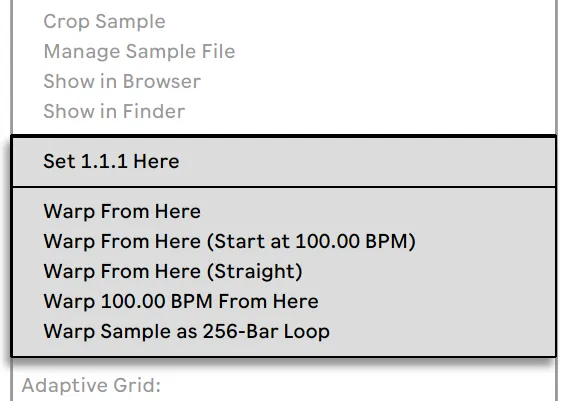 Crop Sample
Manage Sample File
Show in Browser
Show in Finder
Set 1.1.1 Here
Warp From Here
Warp From Here (Start at 100.00 BPM)
Warp From Here (Straight)
Warp 100.00 BPM From Here
Warp Sample as 256-Bar Loop
Adaptive Grid: